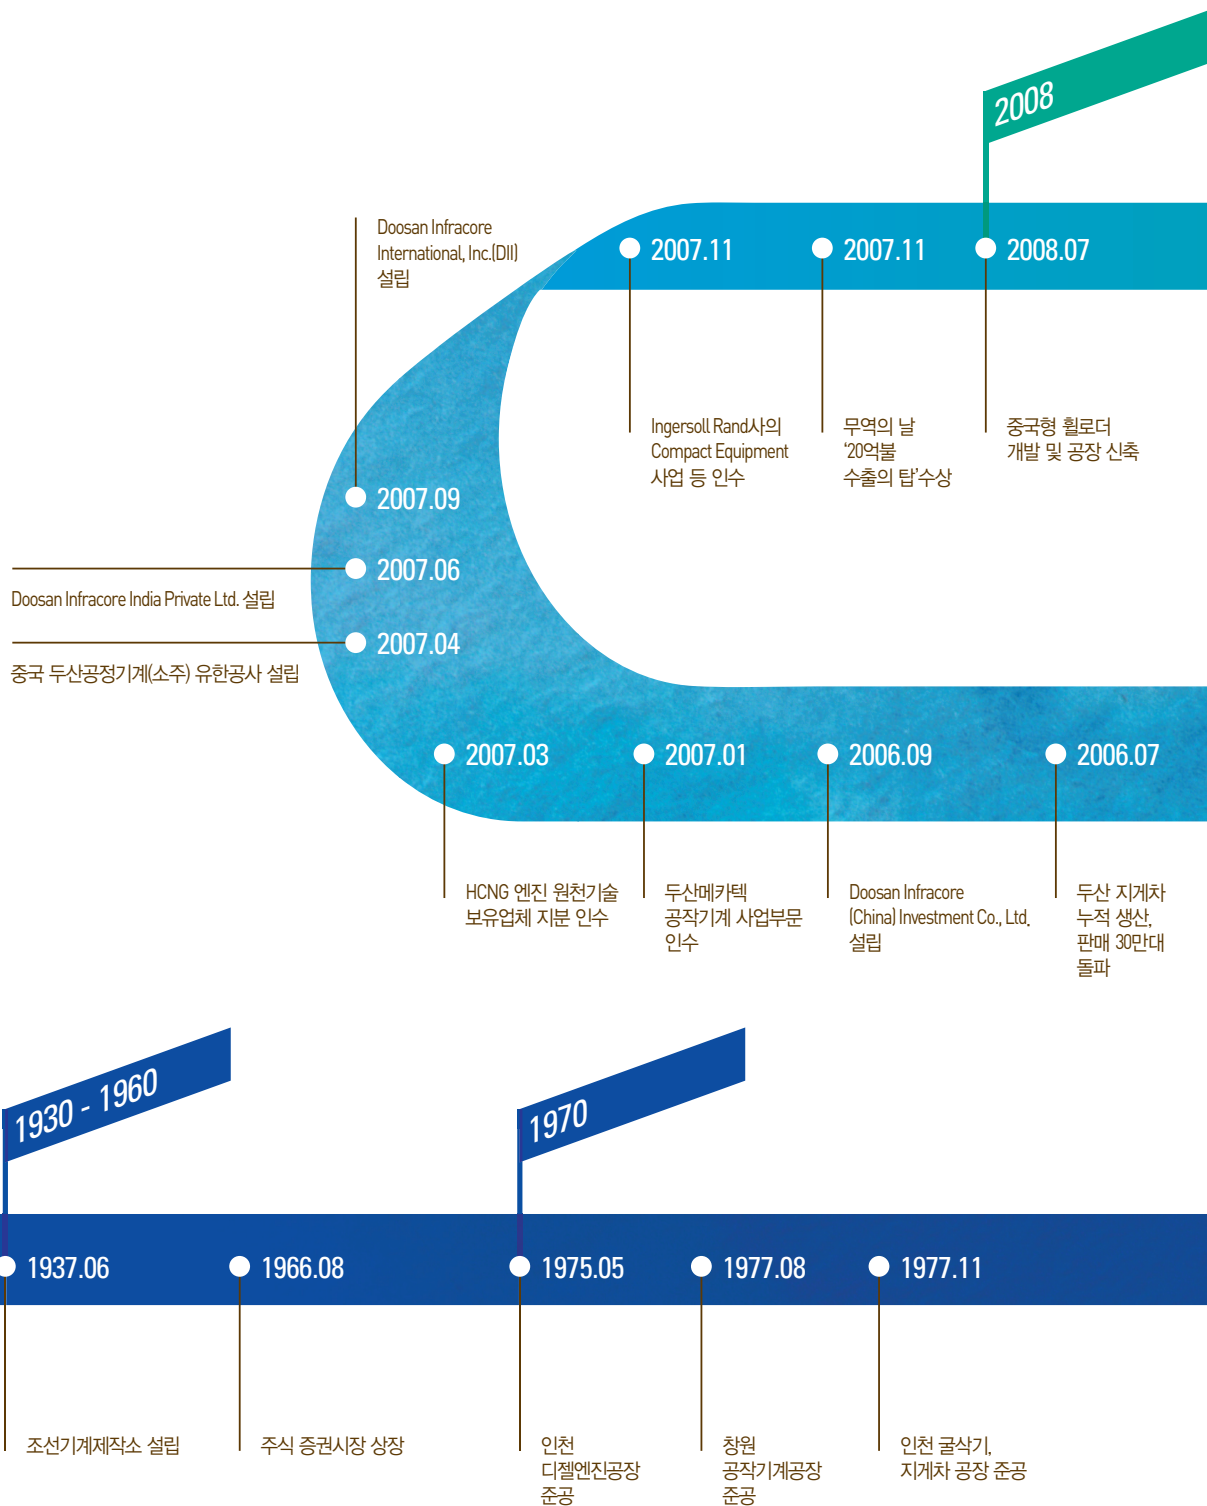 2008
Doosan Infracore
International, Inc.(DII)
설립
2007.11
2007.11
2008.07
Ingersoll Rand사의
Compact Equipment
사업 등 인수
무역의 날
‘20억불
수출의 탑’수상
중국형 휠로더
개발 및 공장 신축
2007.09
2007.06
Doosan Infracore India Private Ltd. 설립
2007.04
중국 두산공정기계(소주) 유한공사 설립
2007.03
2007.01
2006.09
2006.07
HCNG 엔진 원천기술
보유업체 지분 인수
두산메카텍
공작기계 사업부문
인수
Doosan Infracore
(China) Investment Co., Ltd.
설립
두산 지게차
누적 생산,
판매 30만대
돌파
1930 - 1960
1970
1937.06
1966.08
1975.05
1977.08
1977.11
조선기계제작소 설립
주식 증권시장 상장
인천
디젤엔진공장
준공
창원
공작기계공장
준공
인천 굴삭기,
지게차 공장 준공